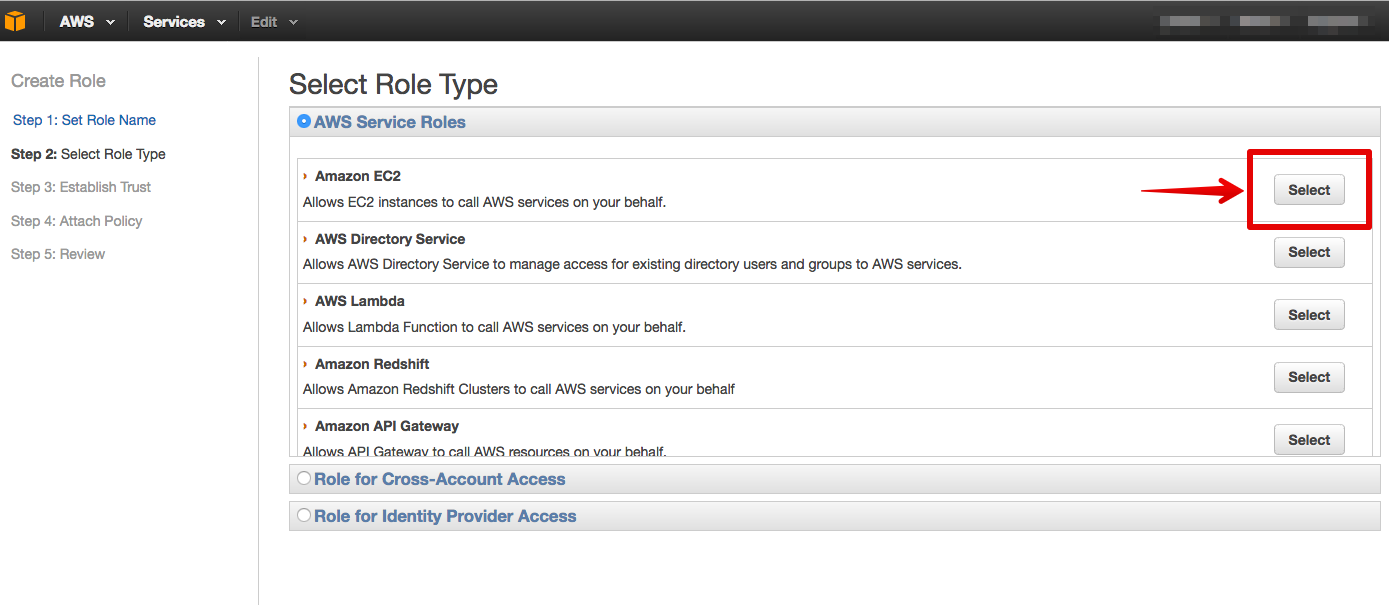 AWS Services Edit
Create Role
Step 1: Set Role Name
Step 2: Select Role Type
Step 3: Establish Trust
Step 4: Attach Policy
Step 5: Review
Select Role Type
AWS Service Roles
Amazon EC2
Allows EC2 instances to call AWS services on your behalf.
Select
AWS Directory Service
Allows AWS Directory Service to manage access for existing directory users and groups to AWS services.
Select
AWS Lambda
Allows Lambda Function to call AWS services on your behalf.
Select
Amazon Redshift
Allows Amazon Redshift Clusters to call AWS services on your behalf
Select
Amazon API Gateway
Allows API Gateway to call AWS resources on your behalf.
Select
Role for Cross-Account Access
Role for Identity Provider Access